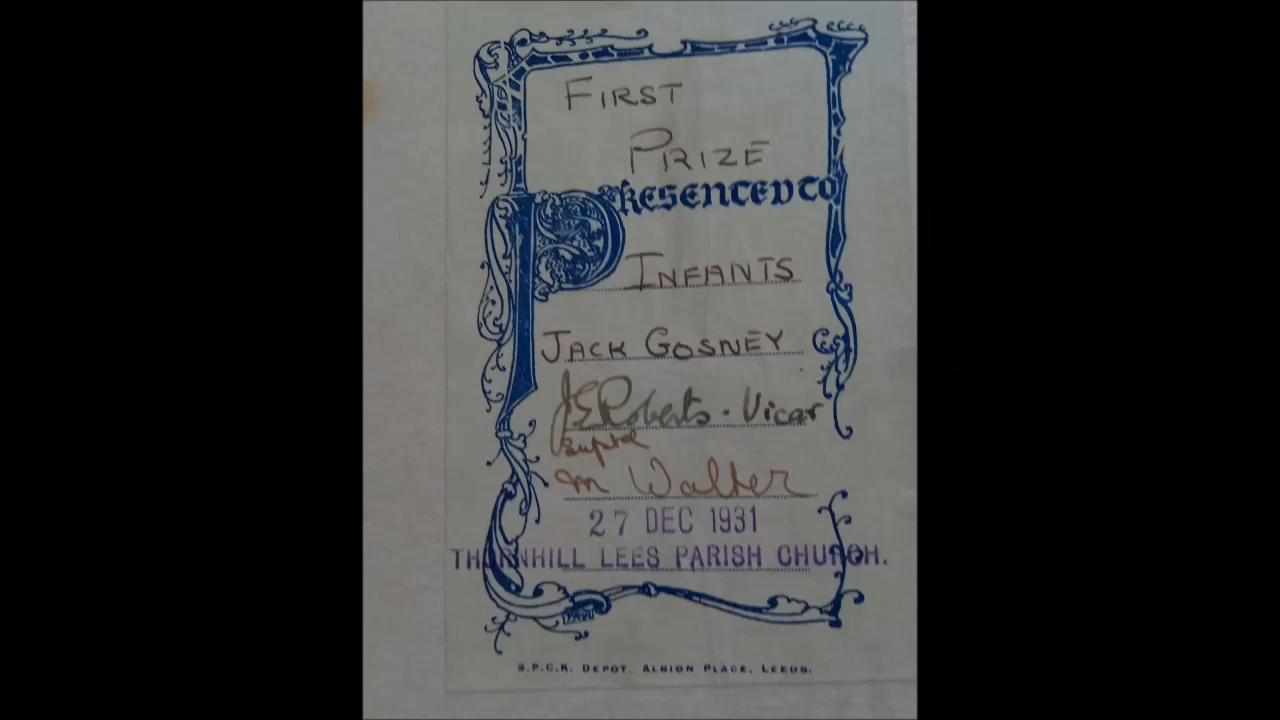 FIRST
PRIZE
PRESENTED TO
INFANTS
JACK GOSNEY
J E Roberts. Vicar
Suptd
M Walter
27 DEC 1931
THORNHILL LEES PARISH CHURCH.
S.P.C.K. DEPOT. ALBION PLACE, LEEDS.